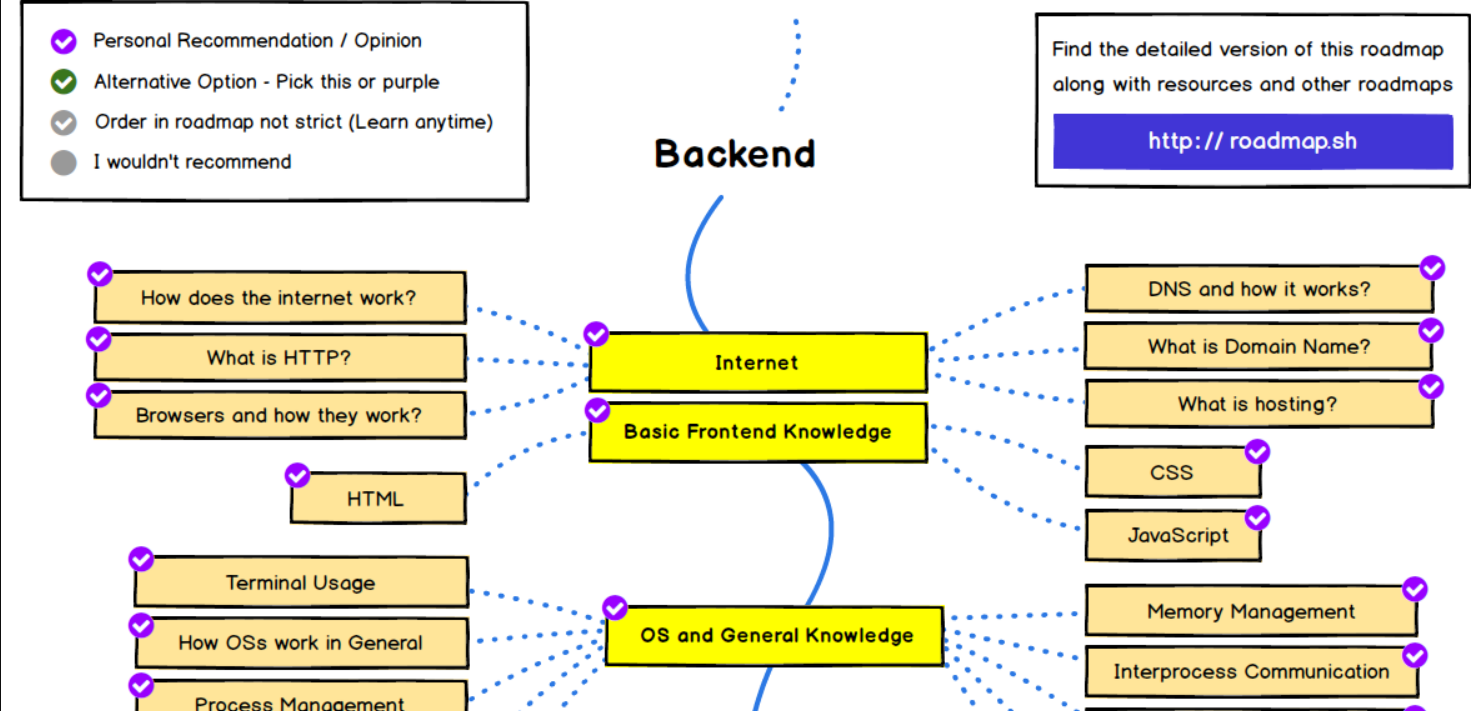 Personal Recommendation / Opinion
Alternative Option - Pick this or purple
Order in roadmap not strict (Learn anytime)
I wouldn't recommend
Find the detailed version of this roadmap
along with resources and other roadmaps
http:// roadmap.sh
Backend
How does the internet work?
What is HTTP?
Browsers and how they work?
Internet
DNS and how it works?
What is Domain Name?
What is hosting?
Basic Frontend Knowledge
HTML
CSS
JavaScript
Terminal Usage
How OSs work in General
Process Management
OS and General Knowledge
Memory Management
Interprocess Communication